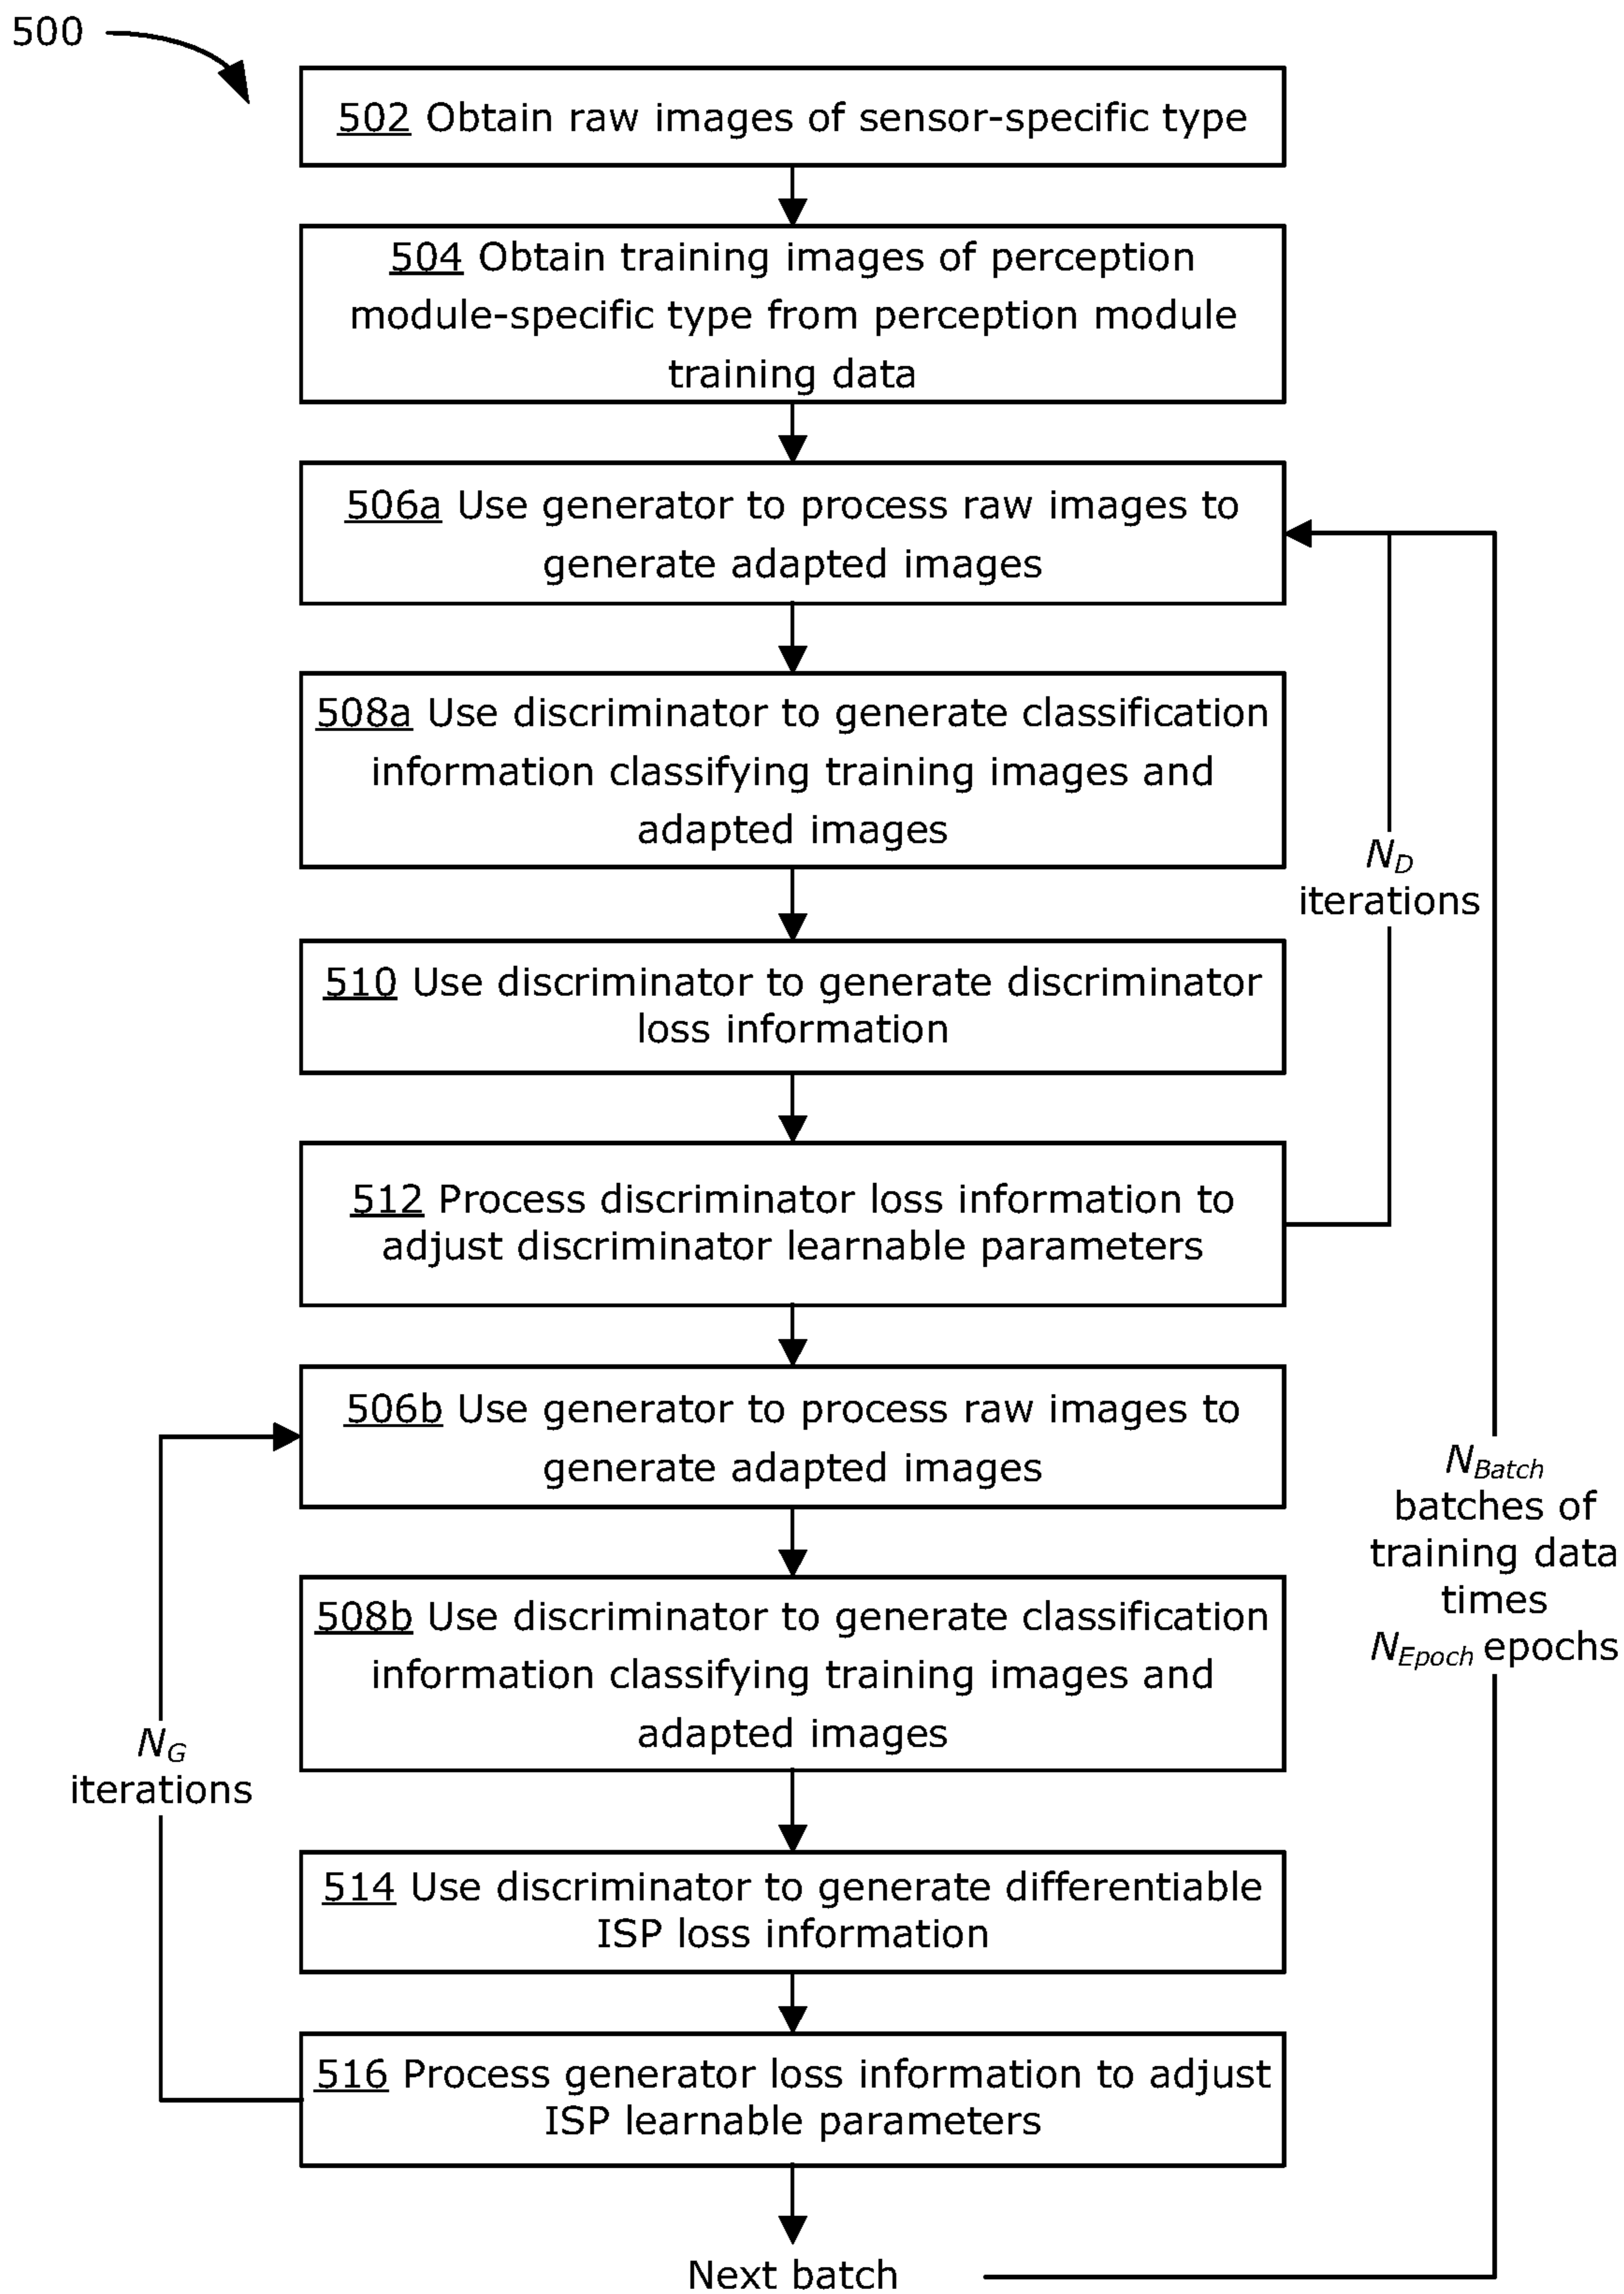 500
502 Obtain raw images of sensor-specific type
504 Obtain training images of perception
module-specific type from perception module
training data
506a Use generator to process raw images to
generate adapted images
508a Use discriminator to generate classification
information classifying training images and
adapted images
N_D
iterations
510 Use discriminator to generate discriminator
loss information
512 Process discriminator loss information to
adjust discriminator learnable parameters
506b Use generator to process raw images to
generate adapted images
N_Batch
batches of
training data
times
N_Epoch epochs
508b Use discriminator to generate classification
information classifying training images and
adapted images
N_G
iterations
514 Use discriminator to generate differentiable
ISP loss information
516 Process generator loss information to adjust
ISP learnable parameters
Next batch